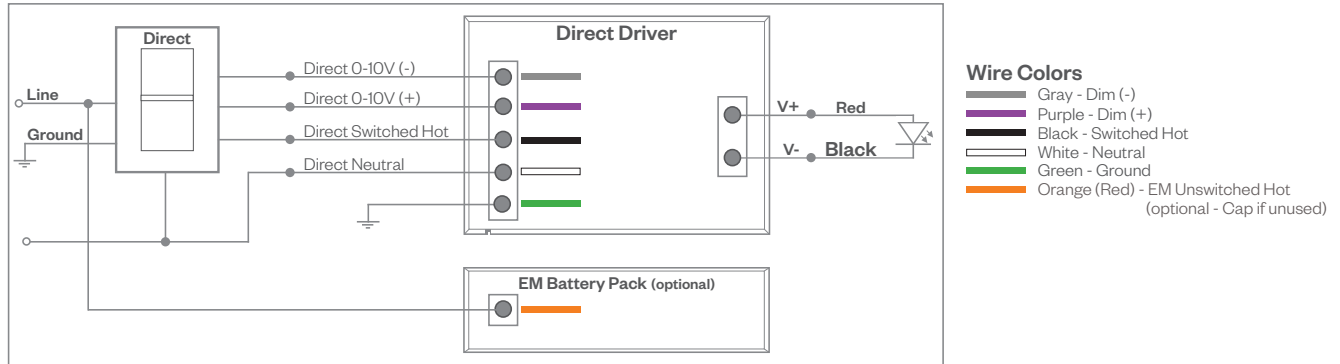 Direct
Line
Ground
Direct 0-10V (-)
Direct 0-10V (+)
Direct Switched Hot
Direct Neutral
Direct Driver
V+
Red
V-
Black
EM Battery Pack (optional)
Wire Colors
Gray - Dim (-)
Purple - Dim (+)
Black - Switched Hot
White - Neutral
Green - Ground
Orange (Red) - EM Unswitched Hot
(optional - Cap if unused)